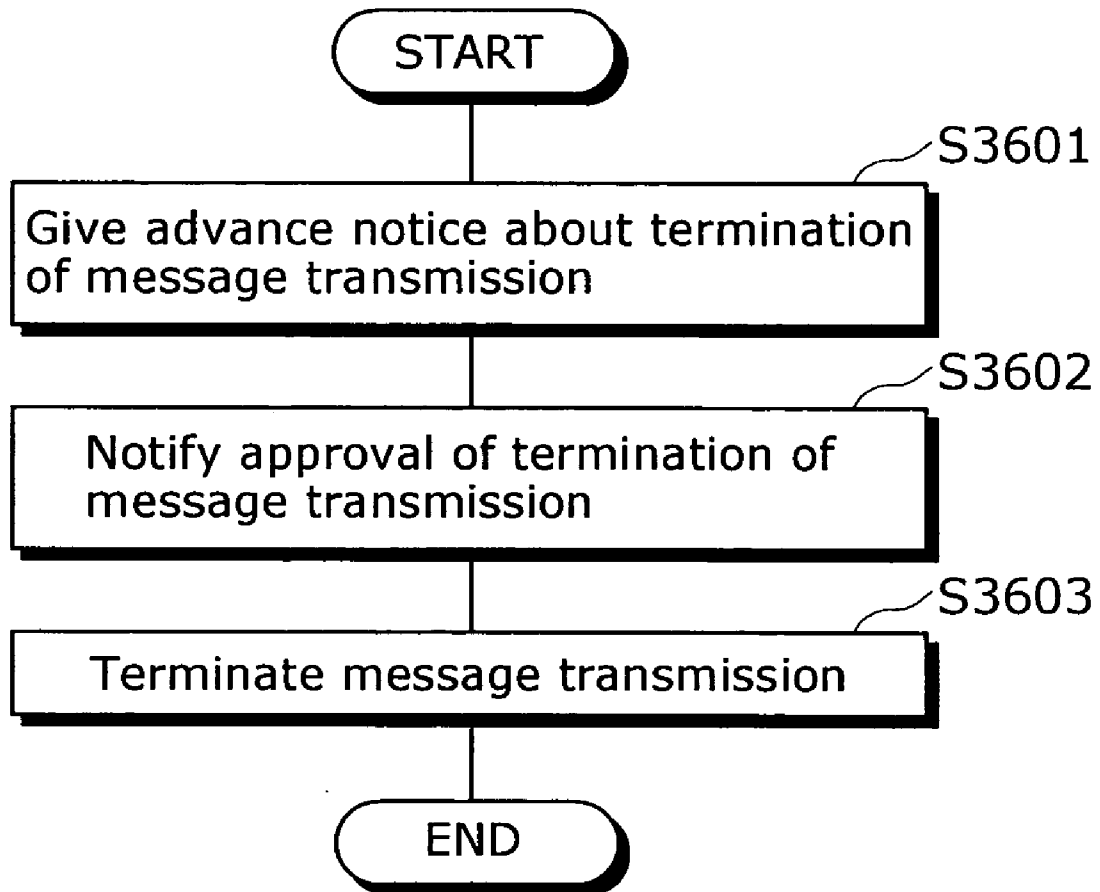 START
S3601
Give advance notice about termination
of message transmission
S3602
Notify approval of termination of
message transmission
S3603
Terminate message transmission
END